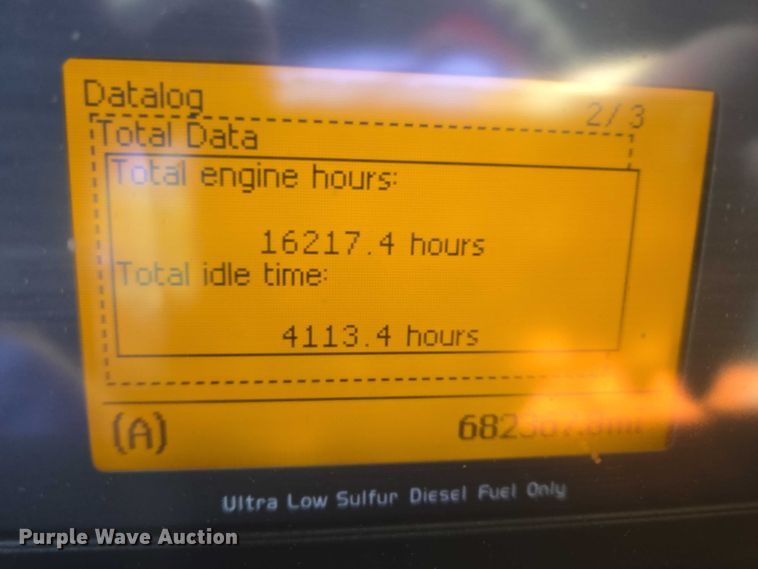 Datalog
2/3
Total Data
Total engine hours:
16217.4 hours
Total idle time:
4113.4 hours
(A)
Ultra Low Sulfur Diesel Fuel Only
Purple Wave Auction